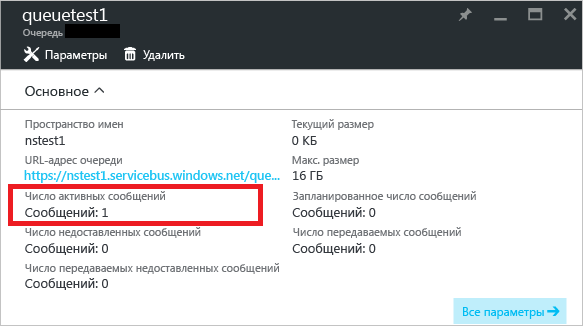 queuetest1
Очередь
Параметры Удалить
Основное
Пространство имен
nstest1
Текущий размер
0 КБ
URL-адрес очереди
https://nstest1.servicebus.windows.net/que...
Макс. размер
16 ГБ
Число активных сообщений
Сообщений: 1
Запланированное число сообщений
Сообщений: 0
Число недоставленных сообщений
Сообщений: 0
Число передаваемых сообщений
Сообщений: 0
Число передаваемых недоставленных сообщений
Сообщений: 0
Все параметры